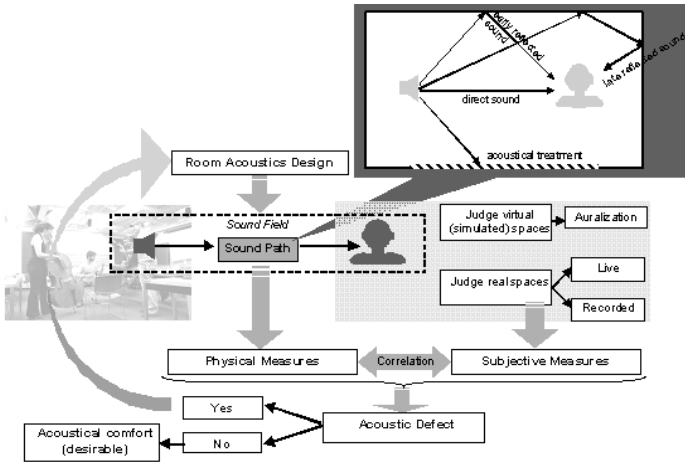 early reflected
sound
late reflected sound
direct sound
acoustical treatment
Room Acoustics Design
Sound Field
Sound Path
Judge virtual
(simulated) spaces
Auralization
Judge real spaces
Live
Recorded
Physical Measures
Correlation
Subjective Measures
Yes
No
Acoustic Defect
Acoustical comfort
(desirable)